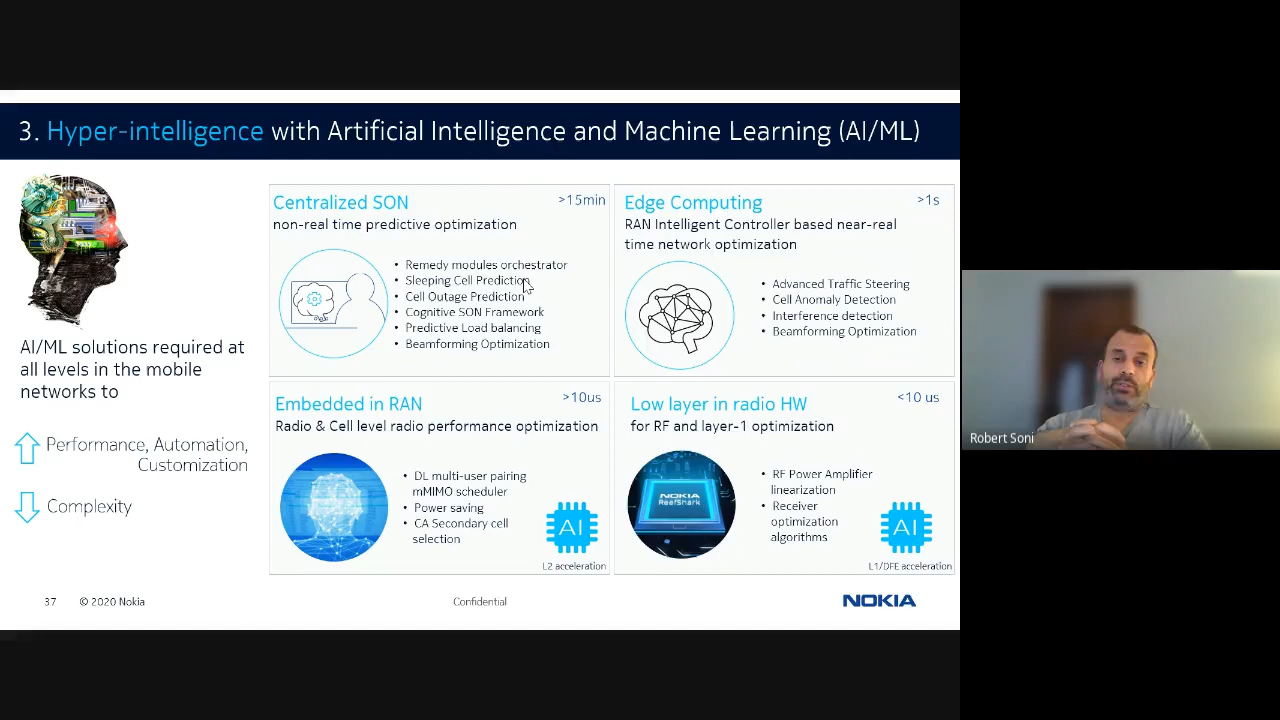 3. Hyper-intelligence with Artificial Intelligence and Machine Learning (AI/ML)
AI/ML solutions required at
all levels in the mobile
networks to
Performance, Automation,
Customization
Complexity
Centralized SON
>15min
non-real time predictive optimization
• Remedy modules orchestrator
• Sleeping Cell Prediction
• Cell Outage Prediction
• Cognitive SON Framework
• Predictive Load balancing
• Beamforming Optimization
Edge Computing
>1s
RAN Intelligent Controller based near-real
time network optimization
• Advanced Traffic Steering
• Cell Anomaly Detection
• Interference detection
• Beamforming Optimization
Embedded in RAN
>10us
Radio & Cell level radio performance optimization
• DL multi-user pairing
mMIMO scheduler
• Power saving
• CA Secondary cell
selection
AI
L2 acceleration
Low layer in radio HW
<10 us
for RF and layer-1 optimization
NOKIA
ReefShark
• RF Power Amplifier
linearization
• Receiver
optimization
algorithms
AI
L1/DFE acceleration
37
© 2020 Nokia
Confidential
NOKIA
Robert Soni